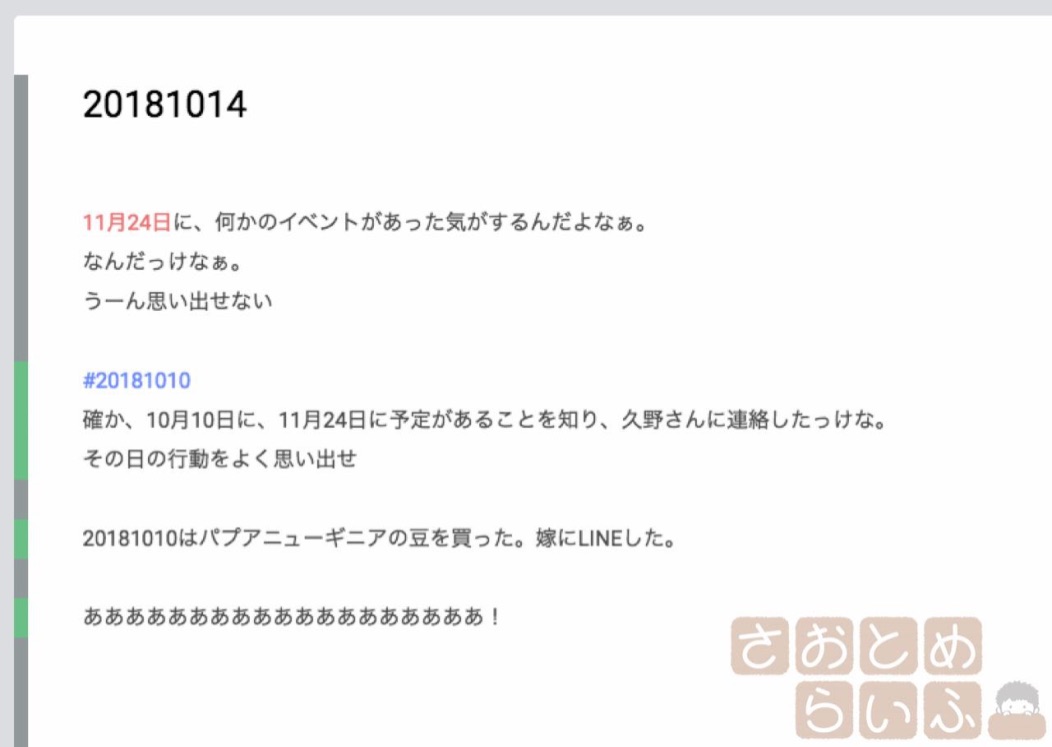 20181014
11月24日に、何かのイベントがあった気がするんだよなぁ。
なんだっけなぁ。
うーん思い出せない
#20181010
確か、10月10日に、11月24日に予定があることを知り、久野さんに連絡したっけな。
その日の行動をよく思い出せ
20181010はパプアニューギニアの豆を買った。嫁にLINEした。
あああああああああああああああああああ！
さおとめ
らいふ